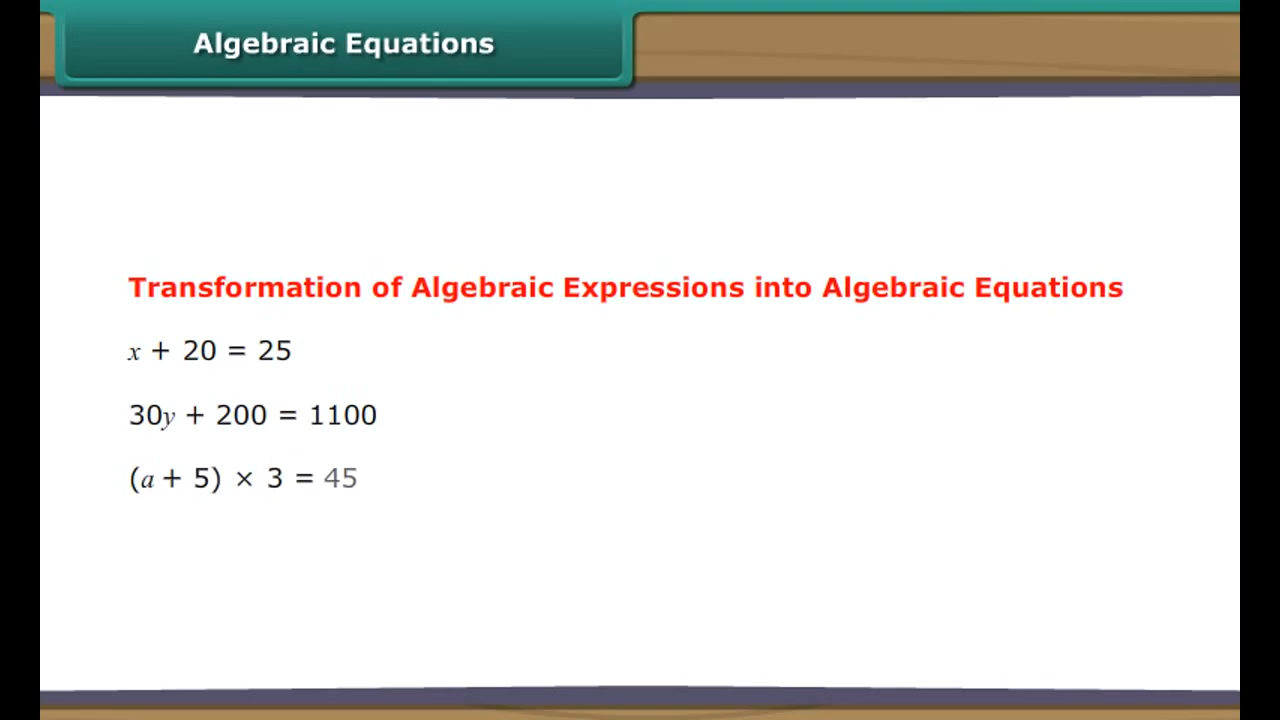 Algebraic Equations
Transformation of Algebraic Expressions into Algebraic Equations
x + 20 = 25
30y + 200 = 1100
(a + 5) × 3 = 45